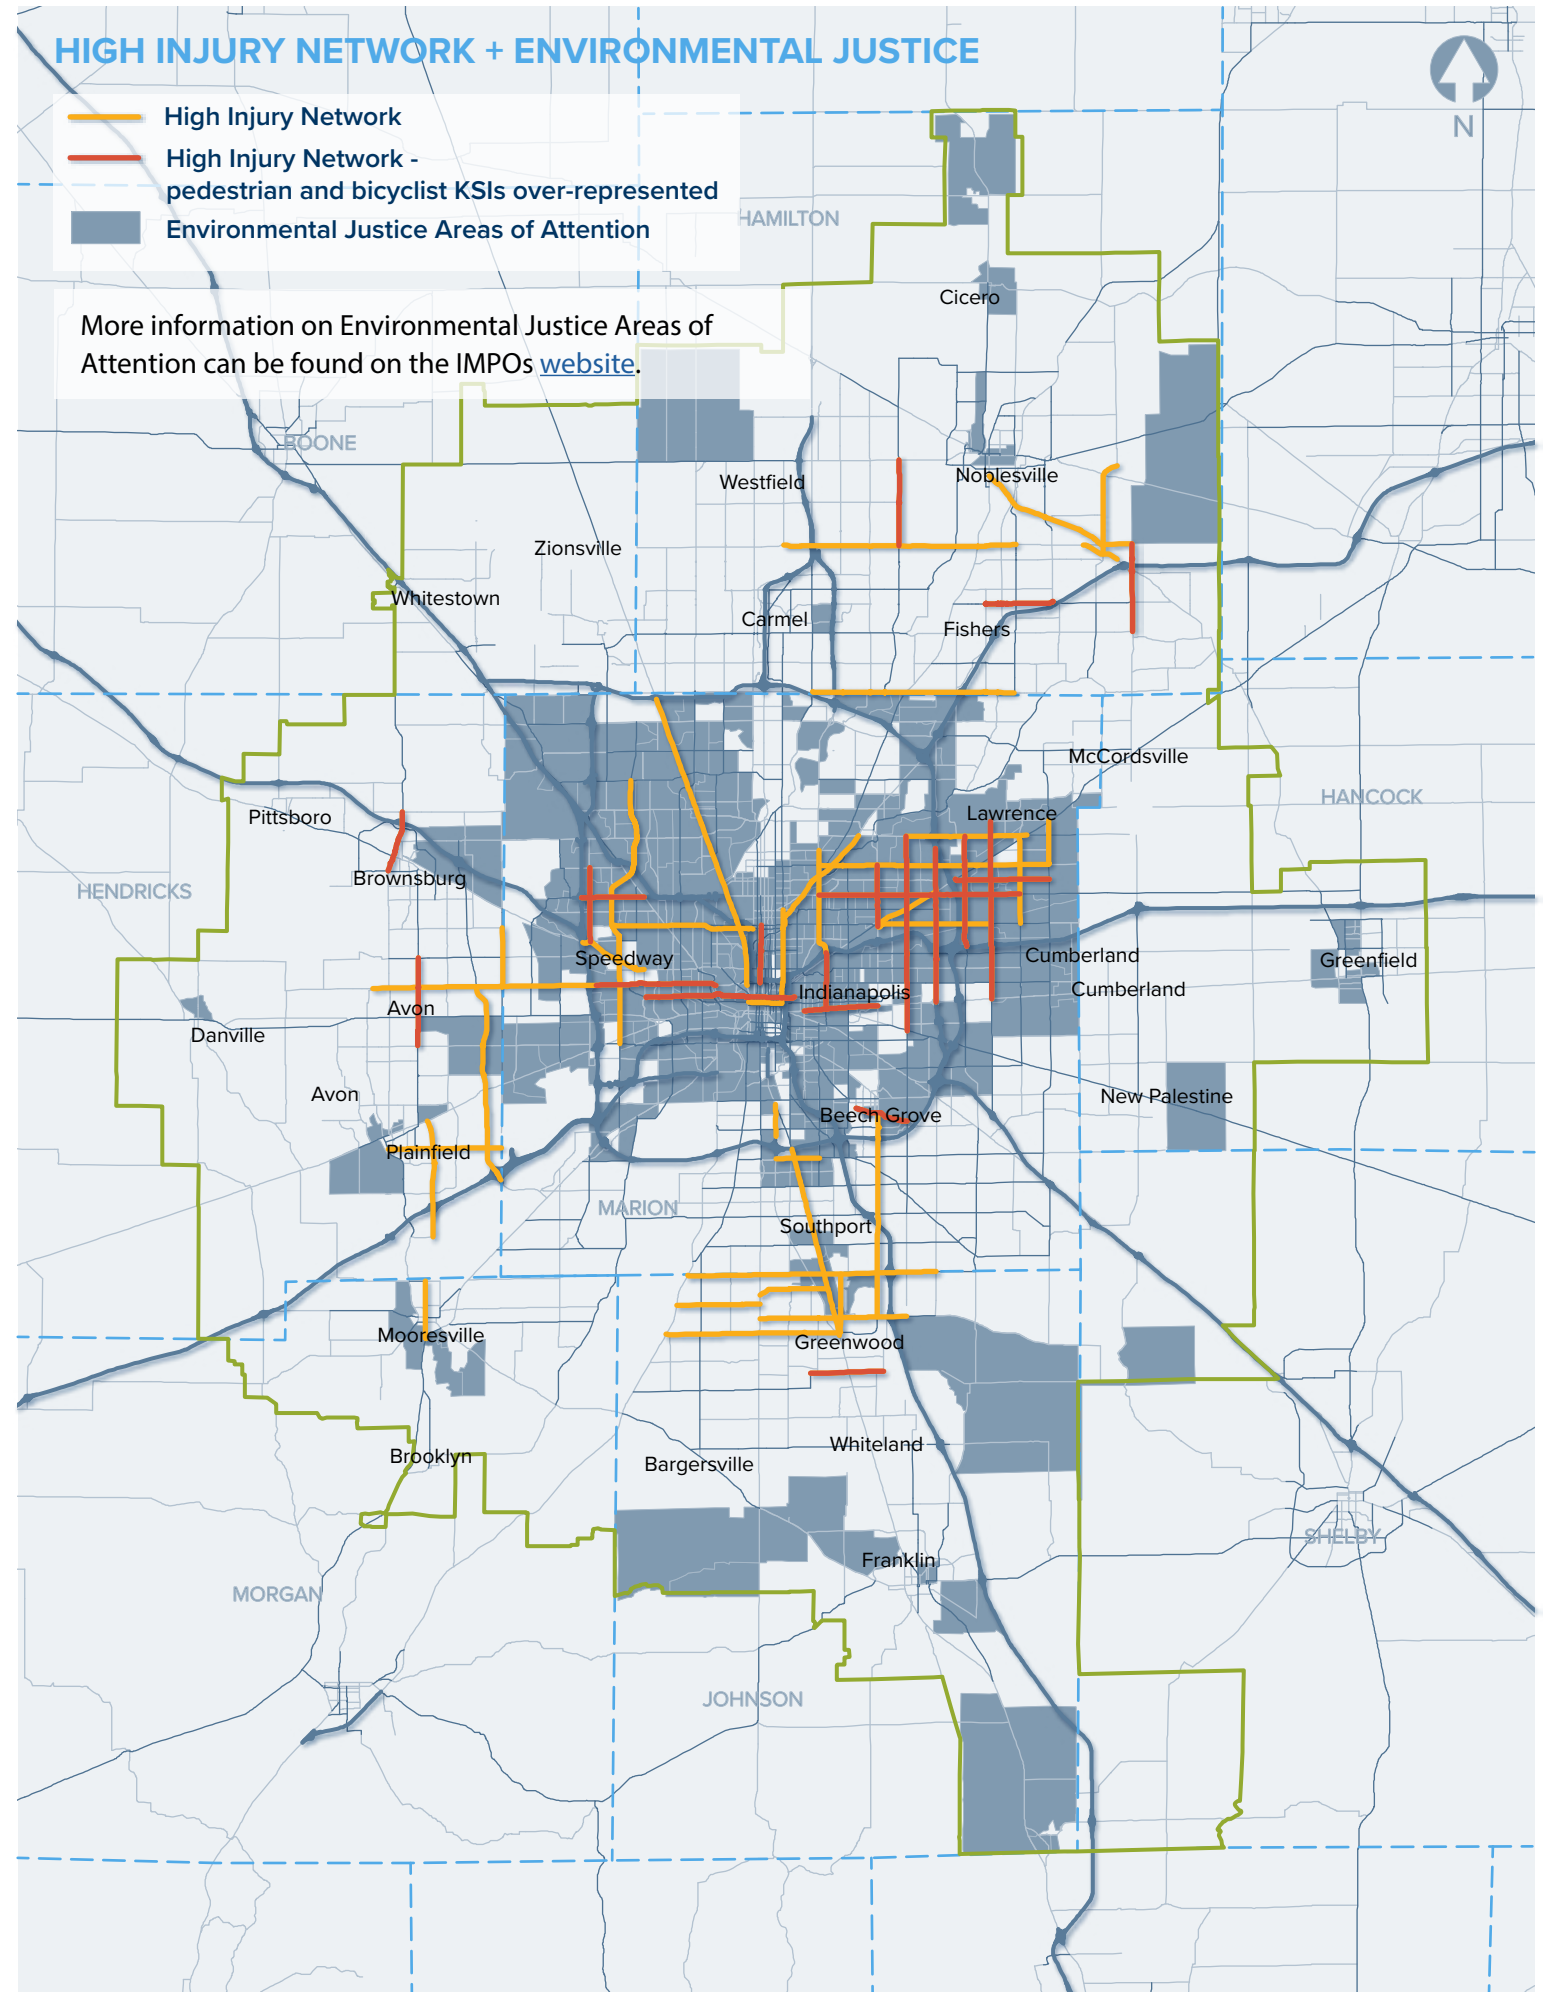 HIGH INJURY NETWORK + ENVIRONMENTAL JUSTICE
High Injury Network
High Injury Network -
pedestrian and bicyclist KSIs over-represented
Environmental Justice Areas of Attention
More information on Environmental Justice Areas of
Attention can be found on the IMPOs website.
N
HAMILTON
Cicero
BOONE
Westfield
Noblesville
Zionsville
Whitestown
Carmel
Fishers
McCordsville
HANCOCK
Pittsboro
Lawrence
Brownsburg
HENDRICKS
Speedway
Cumberland
Greenfield
Indianapolis
Cumberland
Avon
Danville
Avon
New Palestine
Beech Grove
Plainfield
MARION
Southport
Mooresville
Greenwood
Whiteland
Brooklyn
Bargersville
SHELBY
Franklin
MORGAN
JOHNSON